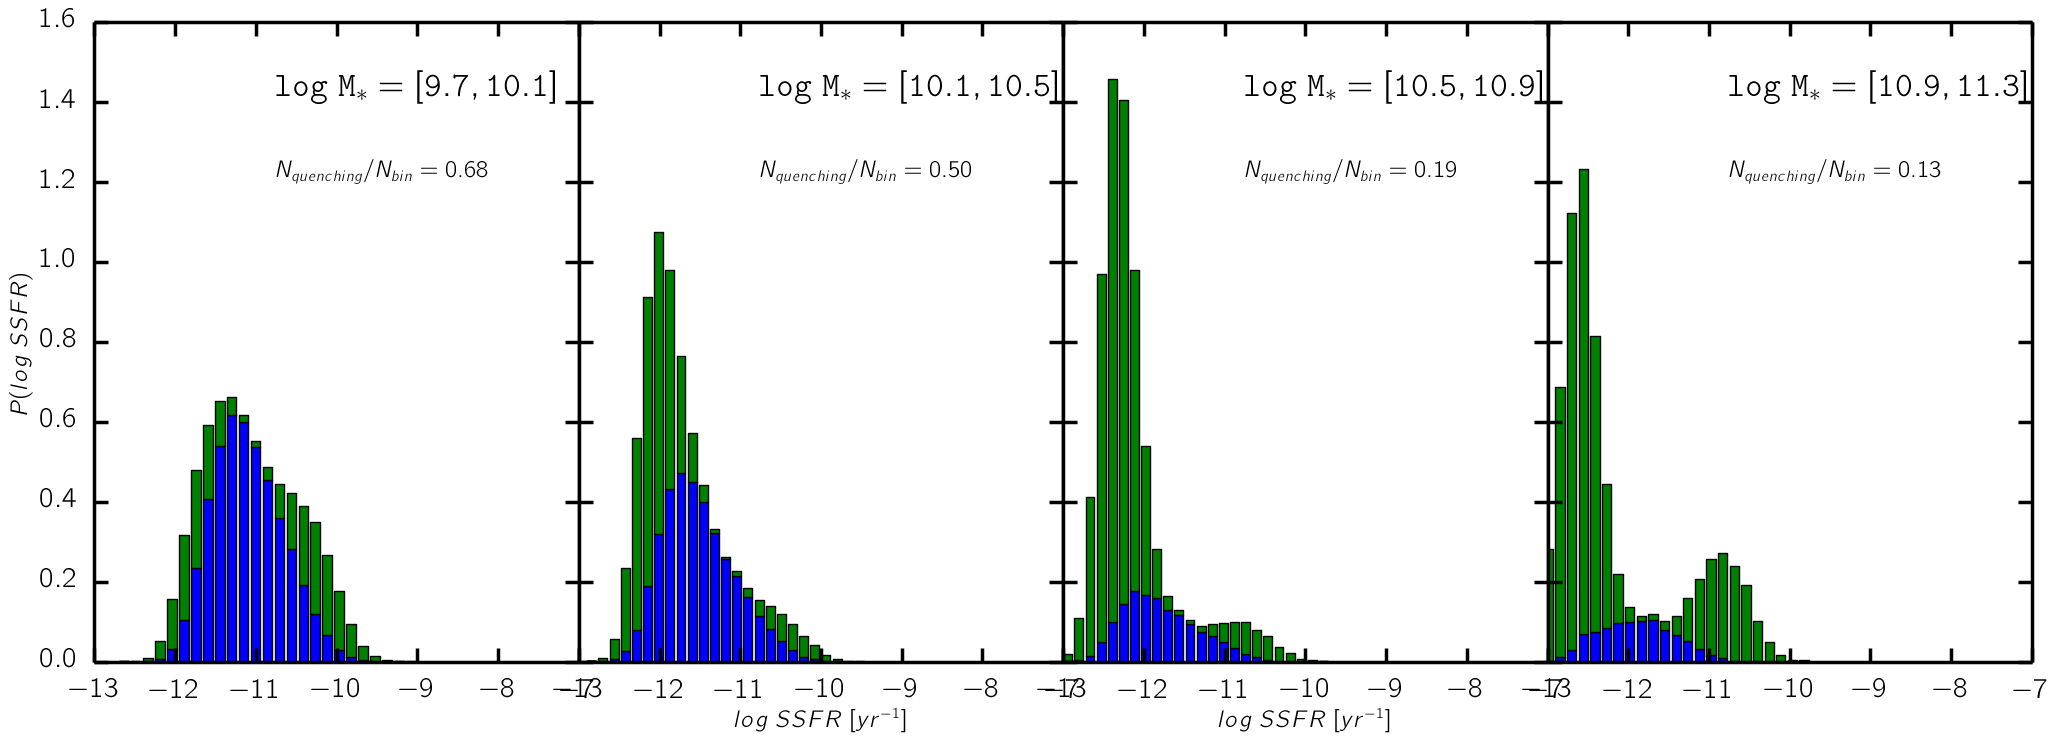 1.6
1.4
1.2
1.0
0.8
0.6
0.4
0.2
0.0
P(log SSFR)
log M∗ = [9.7, 10.1]
N_quenching/N_bin = 0.68
log M∗ = [10.1, 10.5]
N_quenching/N_bin = 0.50
log M∗ = [10.5, 10.9]
N_quenching/N_bin = 0.19
log M∗ = [10.9, 11.3]
N_quenching/N_bin = 0.13
−13 −12 −11 −10 −9 −8 −7
−13 −12 −11 −10 −9 −8 −7
−13 −12 −11 −10 −9 −8 −7
−13 −12 −11 −10 −9 −8 −7
log SSFR [yr⁻¹]
log SSFR [yr⁻¹]